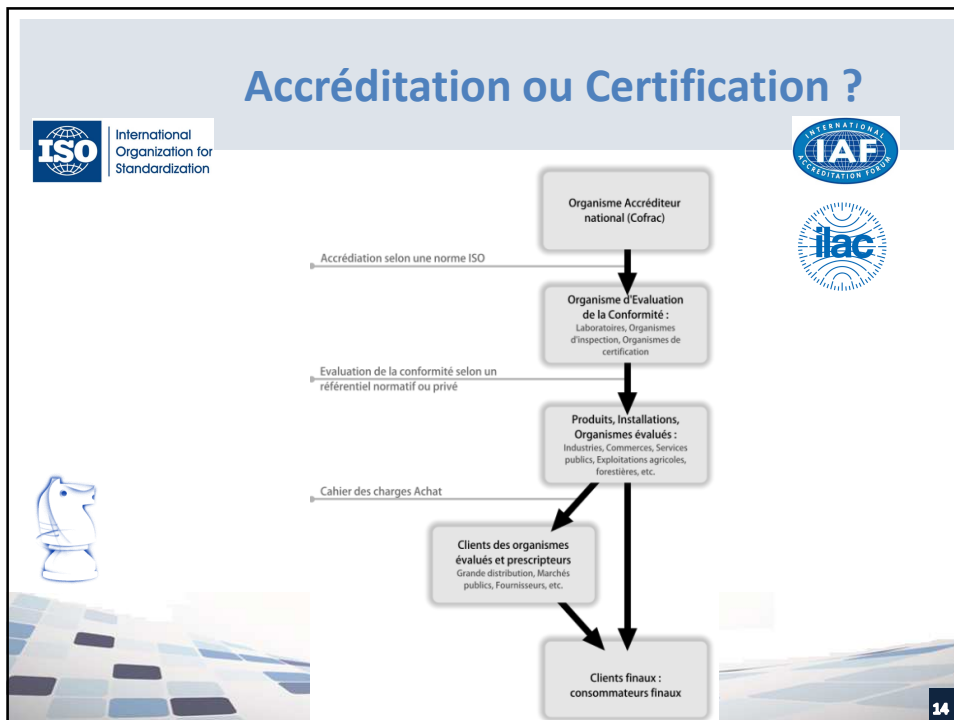 Accréditation ou Certification ?
ISO
International
Organization for
Standardization
INTERNATIONAL
IAF
ACCREDITATION FORUM
ilac
Organisme Accréditeur
national (Cofrac)
Accrédiation selon une norme ISO
Organisme d'Evaluation
de la Conformité :
Laboratoires, Organismes
d'inspection, Organismes de
certification
Evaluation de la conformité selon un
référentiel normatif ou privé
Produits, Installations,
Organismes évalués :
Industries, Commerces, Services
publics, Exploitations agricoles,
forestières, etc.
Cahier des charges Achat
Clients des organismes
évalués et prescripteurs
Grande distribution, Marchés
publics, Fournisseurs, etc.
Clients finaux :
consommateurs finaux
14